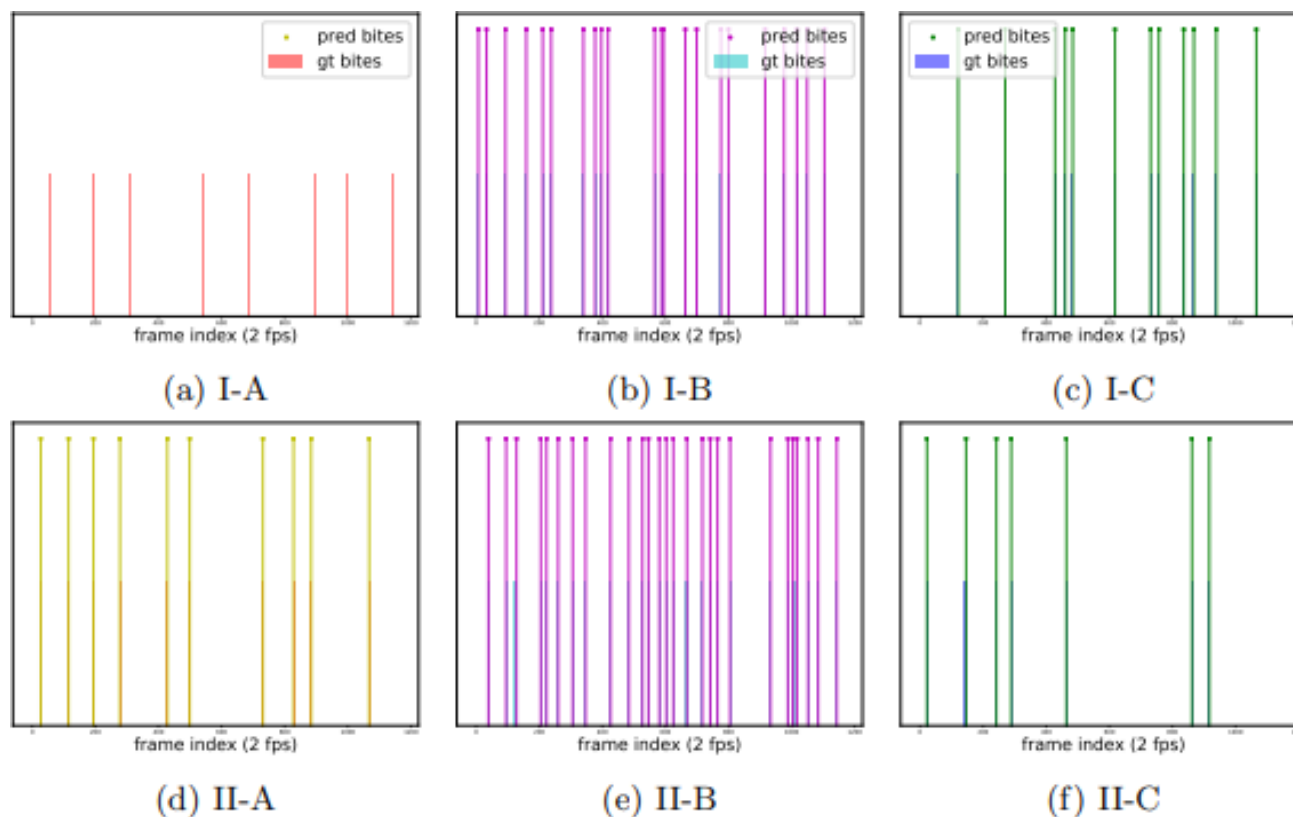 pred bites
gt bites
pred bites
gt bites
pred bites
gt bites
frame index (2 fps)
frame index (2 fps)
frame index (2 fps)
(a) I-A
(b) I-B
(c) I-C
frame index (2 fps)
frame index (2 fps)
frame index (2 fps)
(d) II-A
(e) II-B
(f) II-C